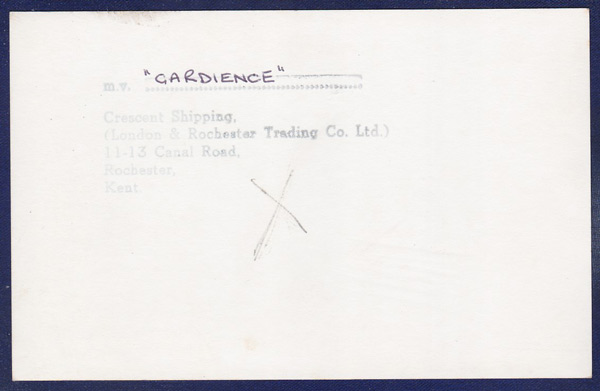 m.v. "GARDIENCE"
Crescent Shipping,
(London & Rochester Trading Co. Ltd.)
11-13 Canal Road,
Rochester,
Kent